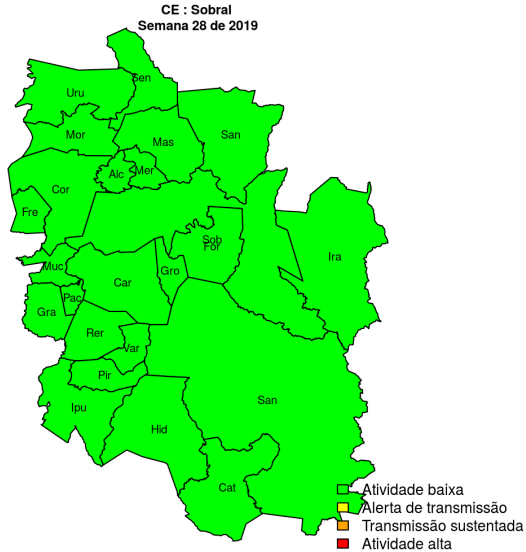 CE : Sobral
Semana 28 de 2019
Sen
Uru
Mor
Mas
San
Alc
Mer
Cor
Fre
Sob
For
Ira
Muc
Gro
Car
Pac
Gra
Rer
Var
Pir
San
Ipu
Hid
Cat
Atividade baixa
Alerta de transmissão
Transmissão sustentada
Atividade alta